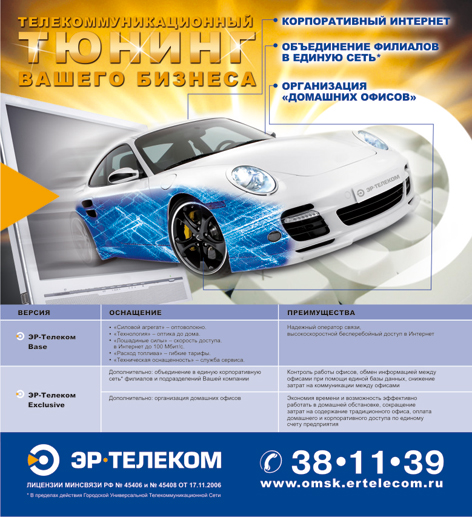 ТЕЛЕКОММУНИКАЦИОННЫЙ
ТЮНИНГ
ВАШЕГО БИЗНЕСА
• КОРПОРАТИВНЫЙ ИНТЕРНЕТ
• ОБЪЕДИНЕНИЕ ФИЛИАЛОВ
В ЕДИНУЮ СЕТЬ*
• ОРГАНИЗАЦИЯ
«ДОМАШНИХ ОФИСОВ»
ЭР-ТЕЛЕКОМ
ВЕРСИЯ ОСНАЩЕНИЕ ПРЕИМУЩЕСТВА
ЭР-Телеком
Base
• «Силовой агрегат» – оптоволокно.
• «Технология» – оптика до дома.
• «Лошадиные силы» – скорость доступа
в Интернет до 100 Мбит/с.
• «Расход топлива» – гибкие тарифы.
• «Техническая оснащенность» – служба сервиса.
Надежный оператор связи,
высокоскоростной бесперебойный доступ в Интернет
ЭР-Телеком
Exclusive
Дополнительно: объединение в единую корпоративную
сеть* филиалов и подразделений Вашей компании
Контроль работы офисов, обмен информацией между
офисами при помощи единой базы данных, снижение
затрат на коммуникации между офисами
Дополнительно: организация домашних офисов
Экономия времени и возможность эффективно
работать в домашней обстановке, сокращение
затрат на содержание традиционного офиса, оплата
домашнего и корпоративного доступа по единому
счету предприятия
ЭР·ТЕЛЕКОМ
✆ 38•11•39
ЛИЦЕНЗИИ МИНСВЯЗИ РФ № 45406 и № 45408 ОТ 17.11.2006
www.omsk.ertelecom.ru
* В пределах действия Городской Универсальной Телекоммуникационной Сети